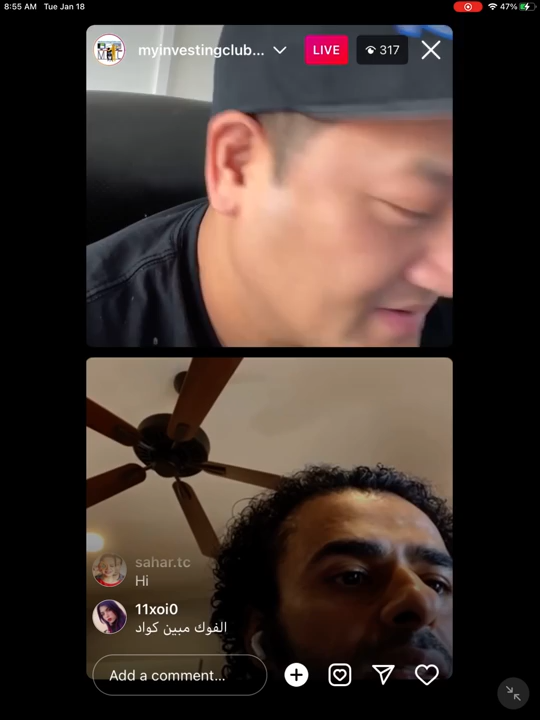 8:55 AM Tue Jan 18
47%
myinvestingclub...
LIVE
317
sahar.tc
Hi
11xoi0
الفوك مبين كواد
Add a comment...